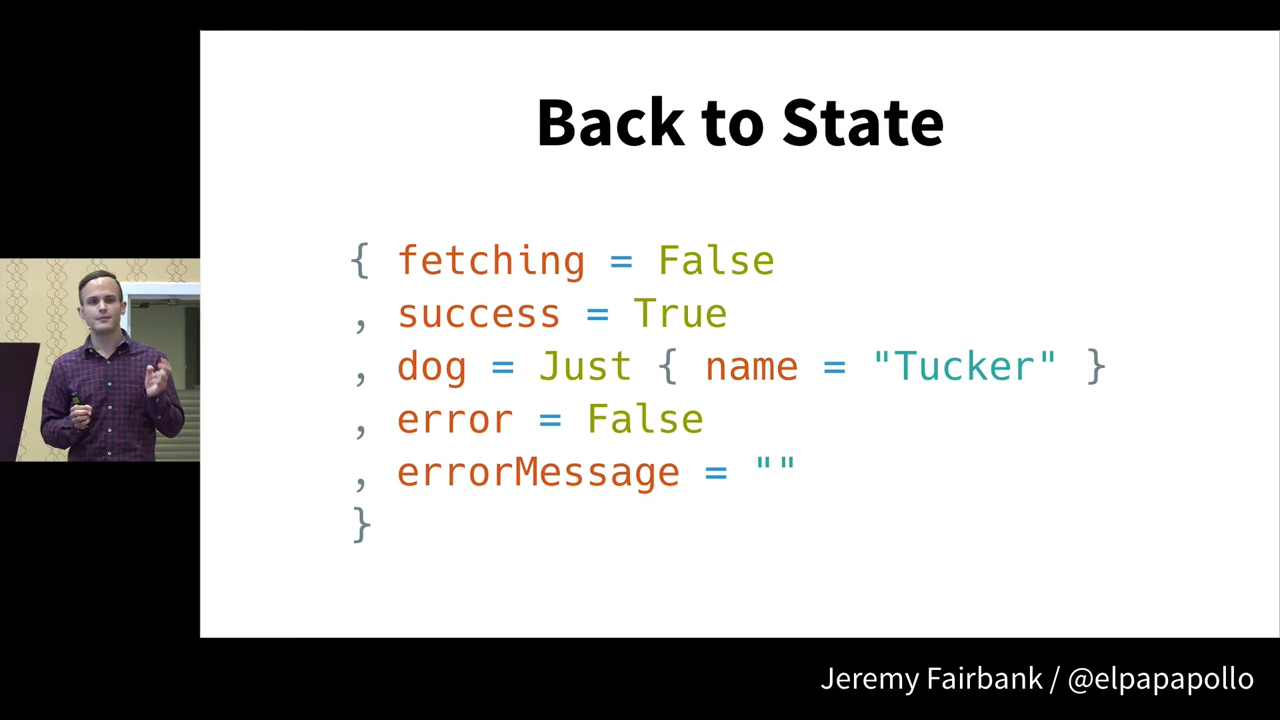 Back to State
{ fetching = False
, success = True
, dog = Just { name = "Tucker" }
, error = False
, errorMessage = ""
}
Jeremy Fairbank / @elpapapollo